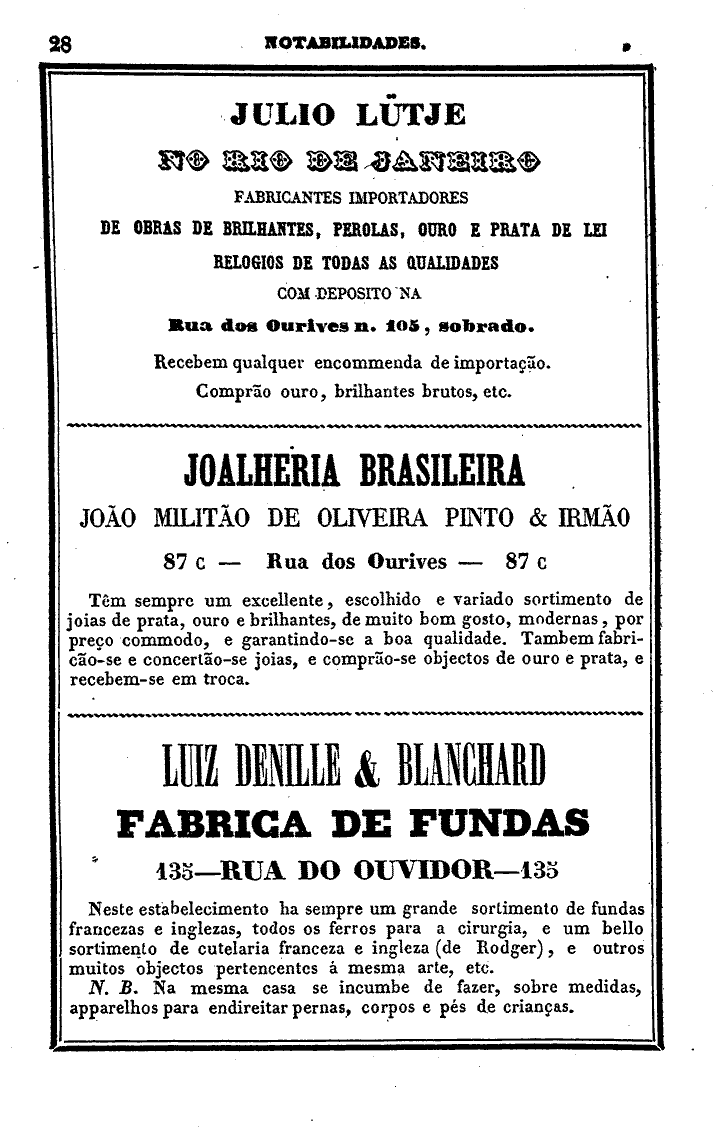 28 NOTABILIDADES.
JULIO LÜTJE
NO RIO DE JANEIRO
FABRICANTES IMPORTADORES
DE OBRAS DE BRILHANTES, PEROLAS, OURO E PRATA DE LEI
RELOGIOS DE TODAS AS QUALIDADES
COM DEPOSITO NA
Rua dos Ourives n. 105, sobrado.
Recebem qualquer encommenda de importação.
Comprão ouro, brilhantes brutos, etc.
JOALHERIA BRASILEIRA
JOÃO MILITÃO DE OLIVEIRA PINTO & IRMÃO
87 C — Rua dos Ourives — 87 C
Têm sempre um excellente, escolhido e variado sortimento de
joias de prata, ouro e brilhantes, de muito bom gosto, modernas, por
preço commodo, e garantindo-se a boa qualidade. Tambem fabri-
cão-se e concertão-se joias, e comprão-se objectos de ouro e prata, e
recebem-se em troca.
LUIZ DENILLE & BLANCHARD
FABRICA DE FUNDAS
135—RUA DO OUVIDOR—135
Neste estabelecimento ha sempre um grande sortimento de fundas
francezas e inglezas, todos os ferros para a cirurgia, e um bello
sortimento de cutelaria franceza e ingleza (de Rodger), e outros
muitos objectos pertencentes á mesma arte, etc.
N. B. Na mesma casa se incumbe de fazer, sobre medidas,
apparelhos para endireitar pernas, corpos e pés de crianças.